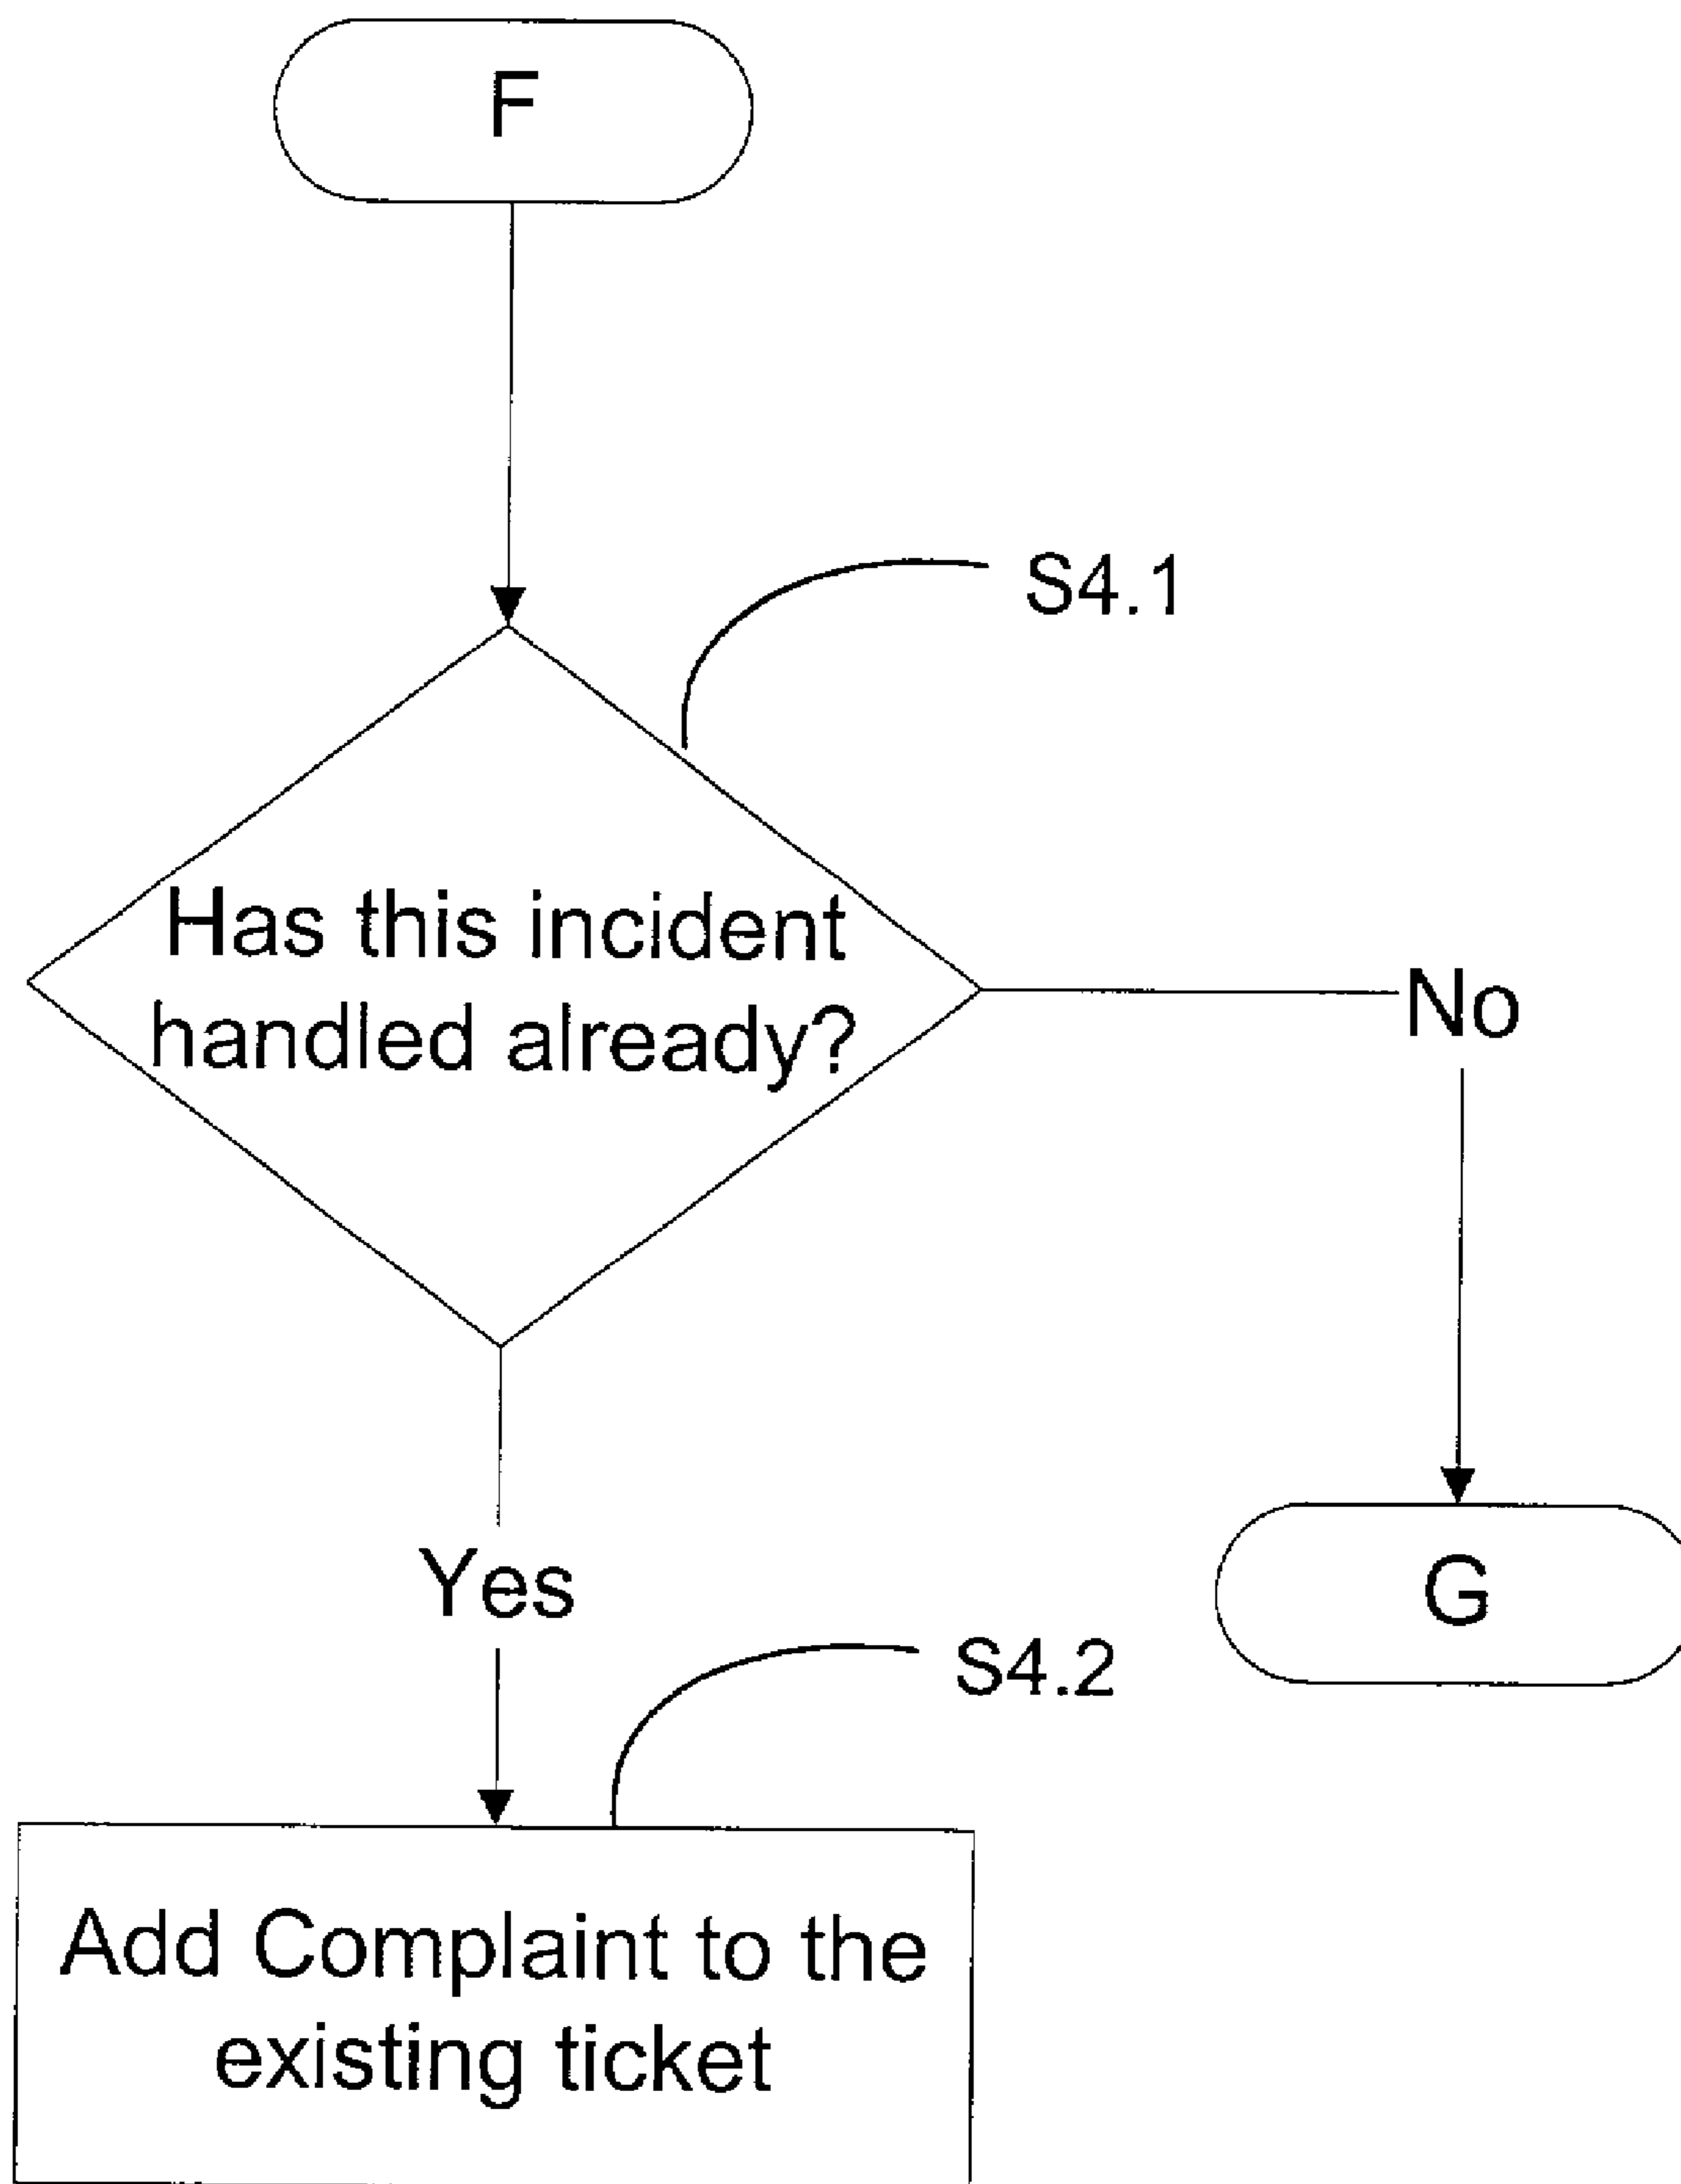 F
S4.1
Has this incident
handled already?
No
Yes
G
S4.2
Add Complaint to the
existing ticket